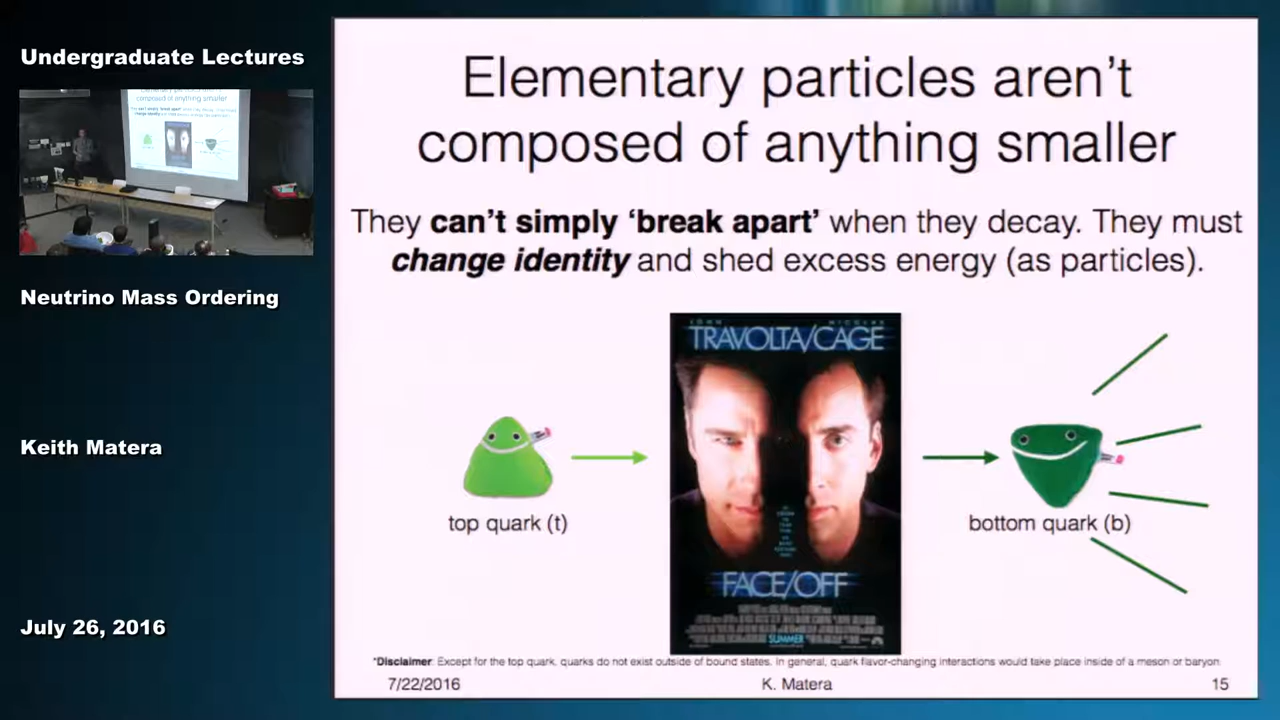 Undergraduate Lectures
Neutrino Mass Ordering
Keith Matera
July 26, 2016
Elementary particles aren't
composed of anything smaller
They can't simply 'break apart' when they decay. They must
change identity and shed excess energy (as particles).
JOHN NICOLAS
TRAVOLTA/CAGE
FACE/OFF
SUMMER
top quark (t)
bottom quark (b)
*Disclaimer: Except for the top quark, quarks do not exist outside of bound states. In general, quark flavor-changing interactions would take place inside of a meson or baryon.
7/22/2016
K. Matera
15